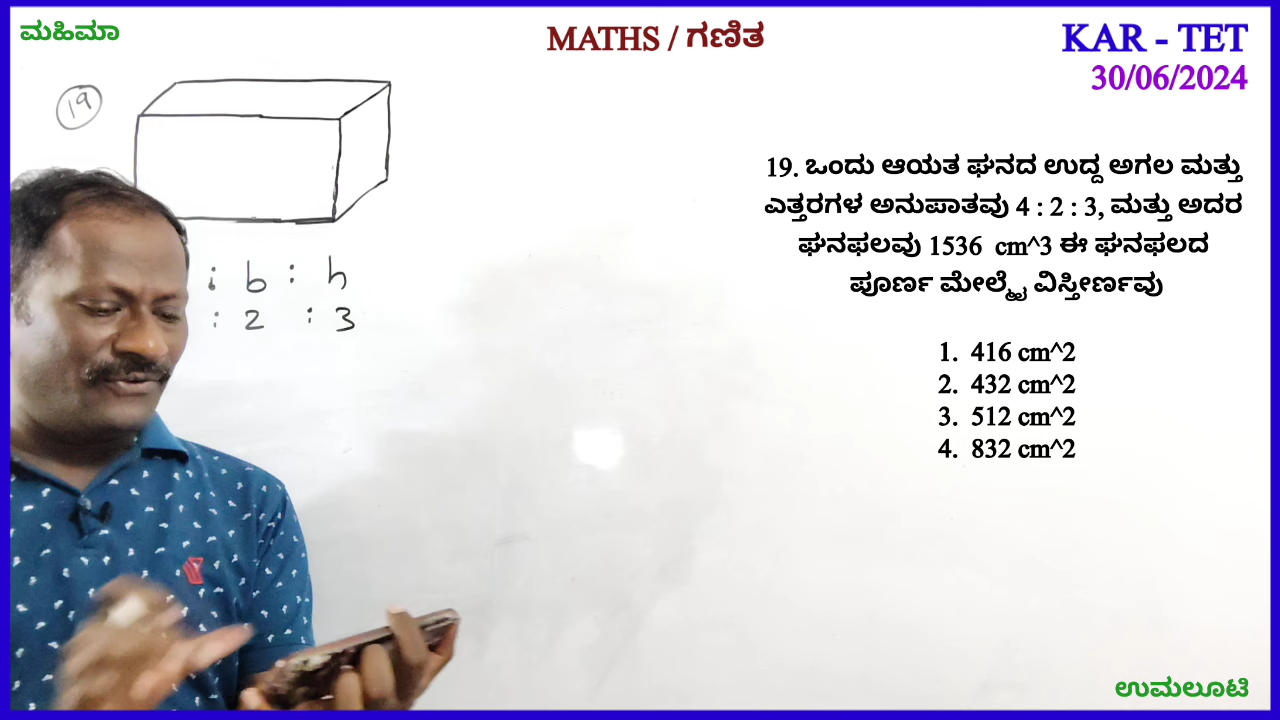 ಮಹಿಮಾ
MATHS / ಗಣಿತ
KAR - TET
30/06/2024
19
19. ಒಂದು ಆಯತ ಘನದ ಉದ್ದ ಅಗಲ ಮತ್ತು
ಎತ್ತರಗಳ ಅನುಪಾತವು 4 : 2 : 3, ಮತ್ತು ಅದರ
ಘನಫಲವು 1536 cm^3 ಈ ಘನಫಲದ
ಪೂರ್ಣ ಮೇಲ್ಮೈ ವಿಸ್ತೀರ್ಣವು
: b : h
: 2 : 3
1. 416 cm^2
2. 432 cm^2
3. 512 cm^2
4. 832 cm^2
ಉಮಲೂಟಿ